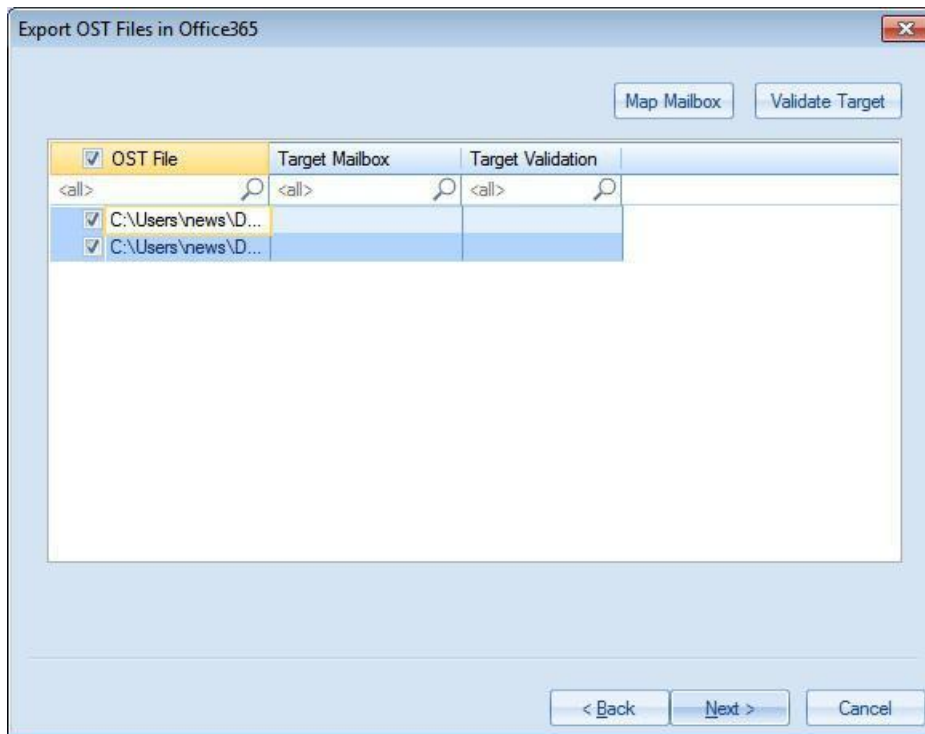 Export OST Files in Office365
Map Mailbox Validate Target
OST File Target Mailbox Target Validation
<all> <all> <all>
C:\Users\news\D...
C:\Users\news\D...
< Back Next > Cancel